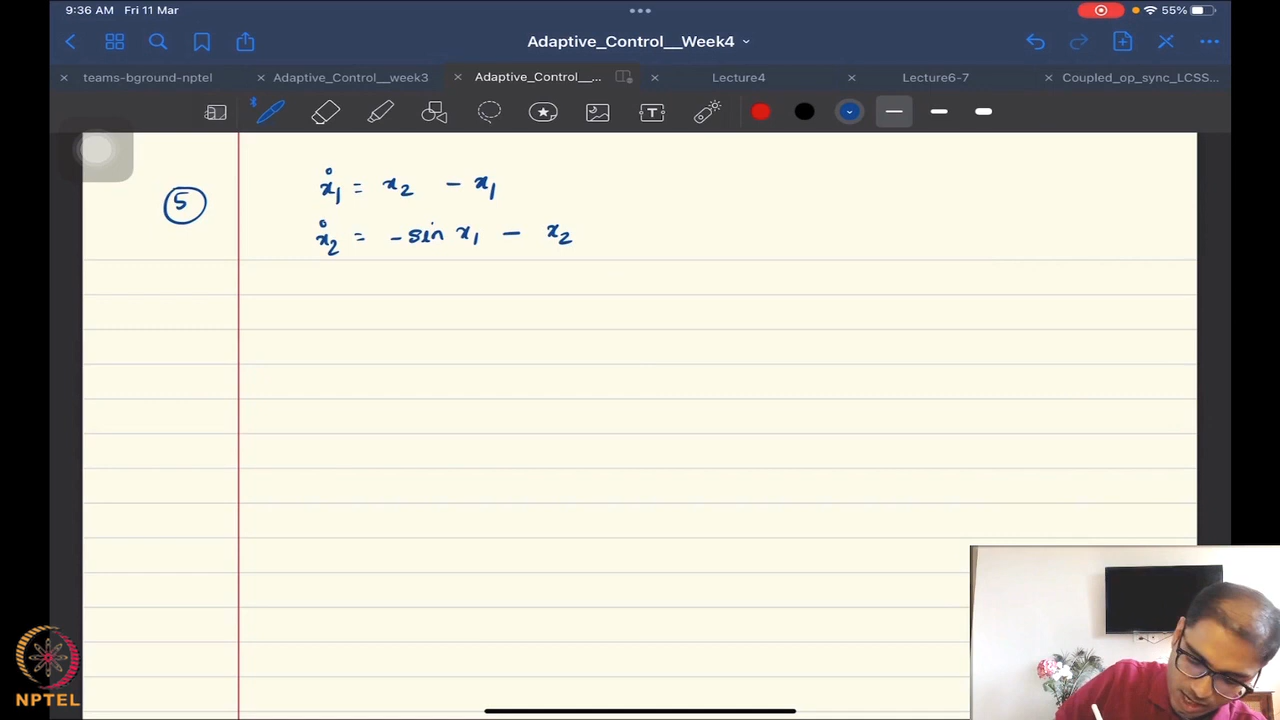 9:36 AM Fri 11 Mar
55%
Adaptive_Control__Week4
teams-bground-nptel
Adaptive_Control__week3
Adaptive_Control__...
Lecture4
Lecture6-7
Coupled_op_sync_LCSS...
5
ẋ₁ = x₂ - x₁
ẋ₂ = - sin x₁ - x₂
NPTEL